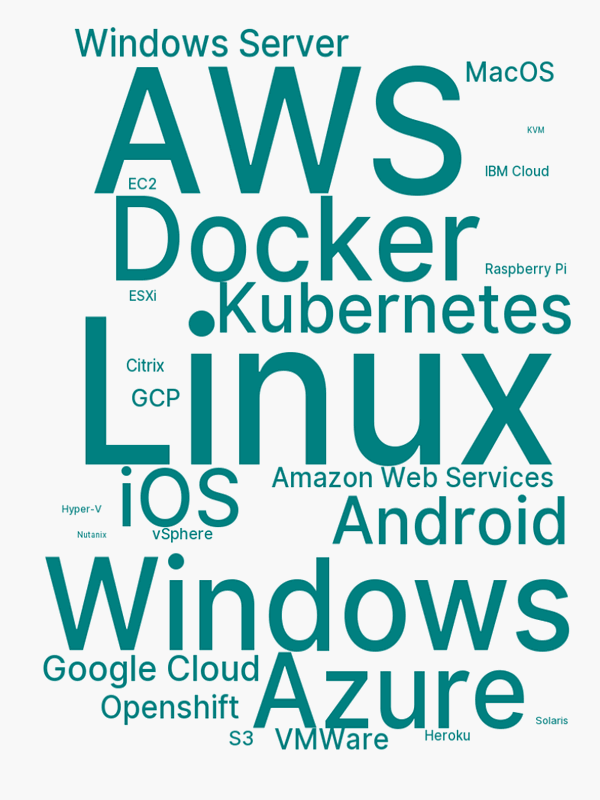 Windows Server
MacOS
AWS
KVM
IBM Cloud
EC2
Docker
Raspberry Pi
ESXi
Kubernetes
Linux
Citrix
GCP
iOS
Amazon Web Services
Android
Hyper-V
Nutanix
vSphere
Windows
Google Cloud
Azure
Openshift
Solaris
S3
VMWare
Heroku